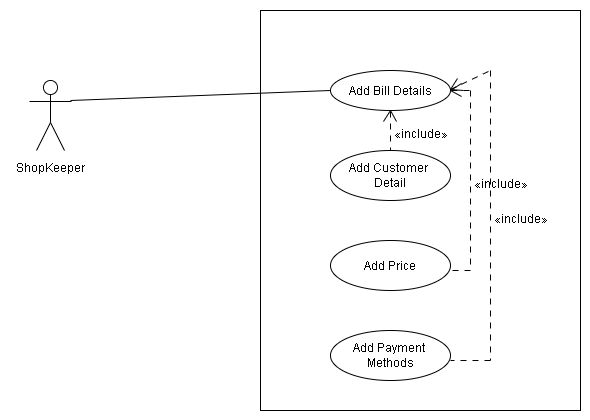 Add Bill Details
«include»
ShopKeeper
Add Customer
Detail
«include»
«include»
Add Price
Add Payment
Methods